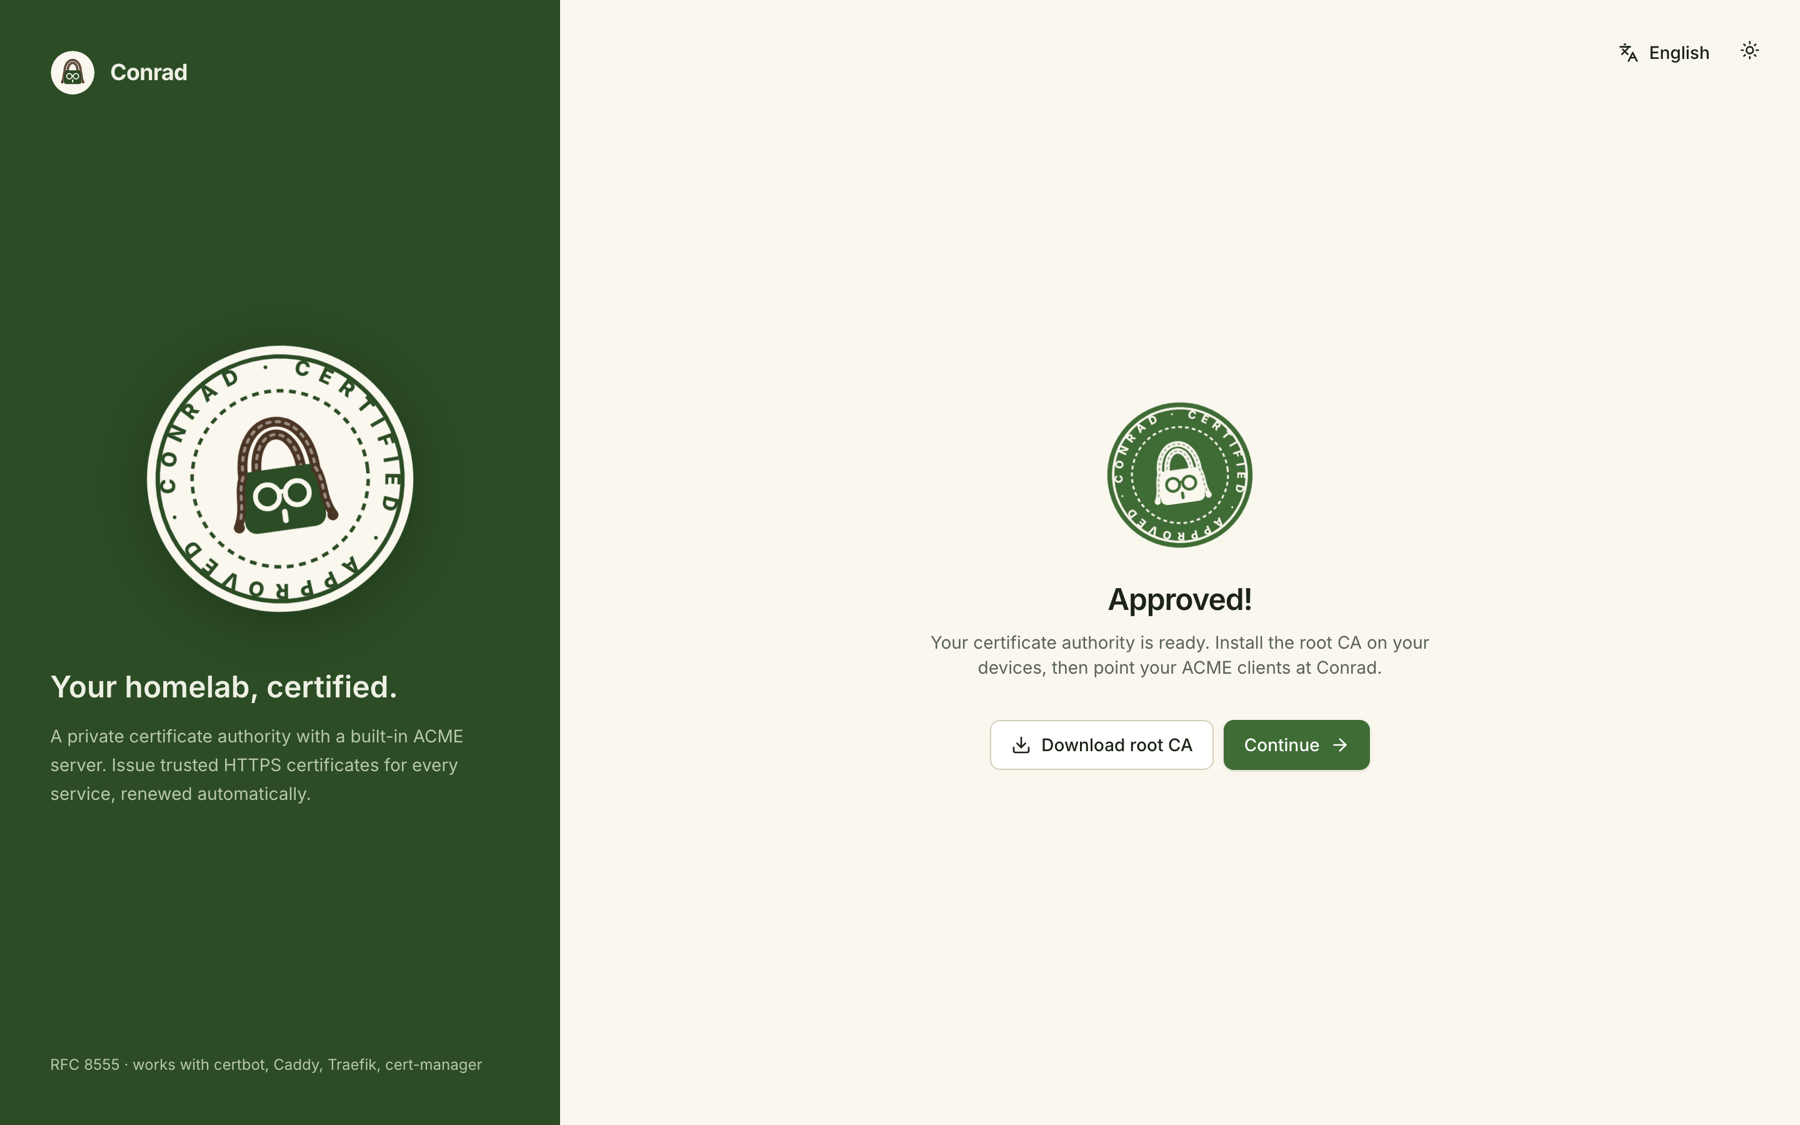 Conrad
CONRAD · CERTIFIED · APPROVED ·
Your homelab, certified.
A private certificate authority with a built-in ACME
server. Issue trusted HTTPS certificates for every
service, renewed automatically.
RFC 8555 · works with certbot, Caddy, Traefik, cert-manager
English
CONRAD · CERTIFIED · APPROVED ·
Approved!
Your certificate authority is ready. Install the root CA on your
devices, then point your ACME clients at Conrad.
Download root CA
Continue